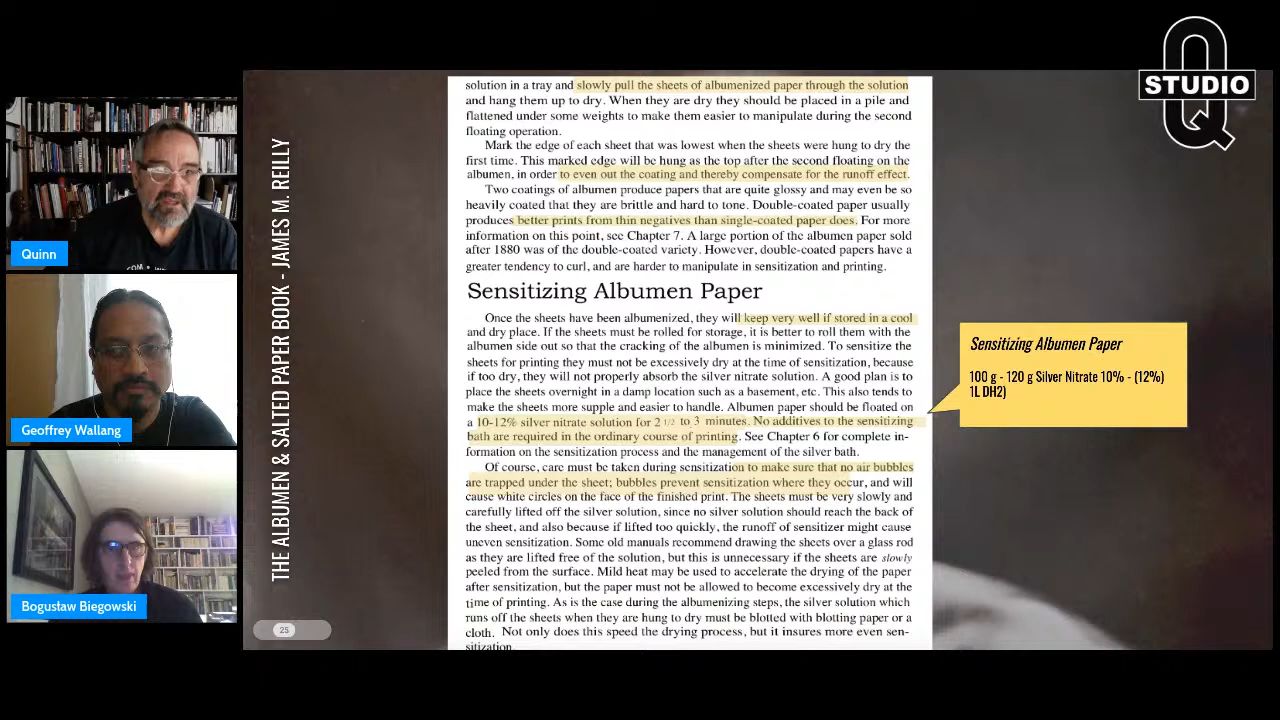 STUDIO
Q
Quinn
Geoffrey Wallang
Bogusław Biegowski
THE ALBUMEN & SALTED PAPER BOOK - JAMES M. REILLY
25
solution in a tray and slowly pull the sheets of albumenized paper through the solution
and hang them up to dry. When they are dry they should be placed in a pile and
flattened under some weights to make them easier to manipulate during the second
floating operation.
Mark the edge of each sheet that was lowest when the sheets were hung to dry the
first time. This marked edge will be hung as the top after the second floating on the
albumen, in order to even out the coating and thereby compensate for the runoff effect.
Two coatings of albumen produce papers that are quite glossy and may even be so
heavily coated that they are brittle and hard to tone. Double-coated paper usually
produces better prints from thin negatives than single-coated paper does. For more
information on this point, see Chapter 7. A large portion of the albumen paper sold
after 1880 was of the double-coated variety. However, double-coated papers have a
greater tendency to curl, and are harder to manipulate in sensitization and printing.
Sensitizing Albumen Paper
Once the sheets have been albumenized, they will keep very well if stored in a cool
and dry place. If the sheets must be rolled for storage, it is better to roll them with the
albumen side out so that the cracking of the albumen is minimized. To sensitize the
sheets for printing they must not be excessively dry at the time of sensitization, because
if too dry, they will not properly absorb the silver nitrate solution. A good plan is to
place the sheets overnight in a damp location such as a basement, etc. This also tends to
make the sheets more supple and easier to handle. Albumen paper should be floated on
a 10-12% silver nitrate solution for 2 1/2 to 3 minutes. No additives to the sensitizing
bath are required in the ordinary course of printing. See Chapter 6 for complete in-
formation on the sensitization process and the management of the silver bath.
Of course, care must be taken during sensitization to make sure that no air bubbles
are trapped under the sheet; bubbles prevent sensitization where they occur, and will
cause white circles on the face of the finished print. The sheets must be very slowly and
carefully lifted off the silver solution, since no silver solution should reach the back of
the sheet, and also because if lifted too quickly, the runoff of sensitizer might cause
uneven sensitization. Some old manuals recommend drawing the sheets over a glass rod
as they are lifted free of the solution, but this is unnecessary if the sheets are slowly
peeled from the surface. Mild heat may be used to accelerate the drying of the paper
after sensitization, but the paper must not be allowed to become excessively dry at the
time of printing. As is the case during the albumenizing steps, the silver solution which
runs off the sheets when they are hung to dry must be blotted with blotting paper or a
cloth. Not only does this speed the drying process, but it insures more even sen-
sitization.
Sensitizing Albumen Paper
100 g - 120 g Silver Nitrate 10% - (12%)
1L DH2)